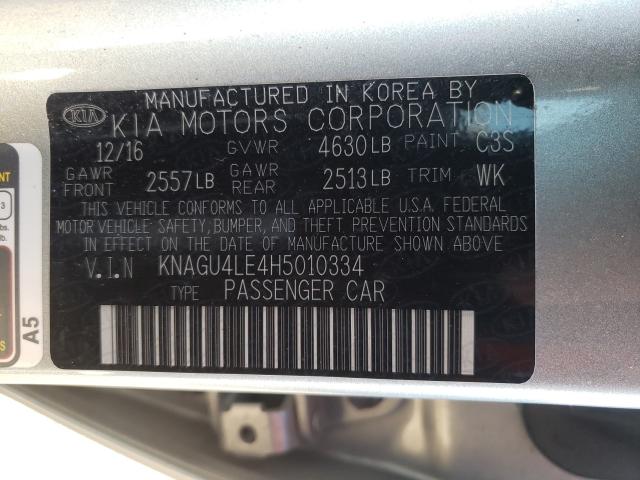 MANUFACTURED IN KOREA BY
KIA KIA MOTORS CORPORATION
12/16 GVWR 4630LB PAINT C3S
GAWR FRONT 2557LB GAWR REAR 2513LB TRIM WK
THIS VEHICLE CONFORMS TO ALL APPLICABLE U.S.A. FEDERAL
MOTOR VEHICLE SAFETY, BUMPER, AND THEFT PREVENTION STANDARDS
IN EFFECT ON THE DATE OF MANUFACTURE SHOWN ABOVE
V.I.N KNAGU4LE4H5010334
TYPE PASSENGER CAR
A5